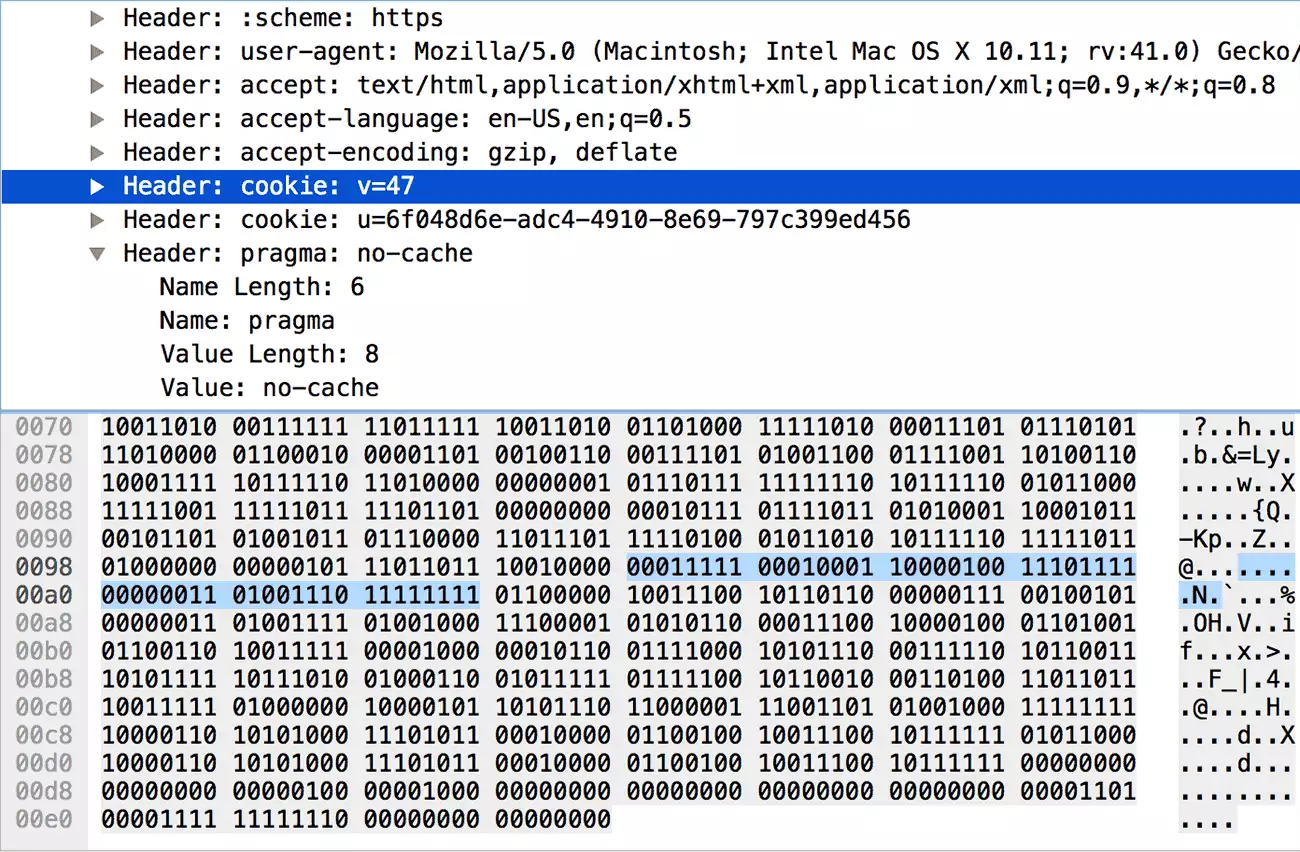 Header: :scheme: https
Header: user-agent: Mozilla/5.0 (Macintosh; Intel Mac OS X 10.11; rv:41.0) Gecko/
Header: accept: text/html,application/xhtml+xml,application/xml;q=0.9,*/*;q=0.8
Header: accept-language: en-US,en;q=0.5
Header: accept-encoding: gzip, deflate
Header: cookie: v=47
Header: cookie: u=6f048d6e-adc4-4910-8e69-797c399ed456
Header: pragma: no-cache
Name Length: 6
Name: pragma
Value Length: 8
Value: no-cache
0070 10011010 00111111 11011111 10011010 01101000 11111010 00011101 01110101 .?..h..u
0078 11010000 01100010 00001101 00100110 00111101 01001100 01111001 10100110 .b.&=Ly.
0080 10001111 10111110 11010000 00000001 01110111 11111110 10111110 01011000 ....w..X
0088 11111001 11111011 11101101 00000000 00010111 01111011 01010001 10001011 .....{Q.
0090 00101101 01001011 01110000 11011101 11110100 01011010 10111110 11111011 -Kp..Z..
0098 01000000 00000101 11011011 10010000 00011111 00010001 10000100 11101111 @.......
00a0 00000011 01001110 11111111 01100000 10011100 10110110 00000111 00100101 .N.`...%
00a8 00000011 01001111 01001000 11100001 01010110 00011100 10000100 01101001 .OH.V..i
00b0 01100110 10011111 00001000 00010110 01111000 10101110 00111110 10110011 f...x.>.
00b8 10101111 10111010 01000110 01011111 01111100 10110010 00110100 11011011 ..F_|.4.
00c0 10011111 01000000 10000101 10101110 11000001 11001101 01001000 11111111 .@....H.
00c8 10000110 10101000 11101011 00010000 01100100 10011100 10111111 01011000 ....d..X
00d0 10000110 10101000 11101011 00010000 01100100 10011100 10111111 00000000 ....d...
00d8 00000000 00000100 00001000 00000000 00000000 00000000 00000000 00001101 ........
00e0 00001111 11111110 00000000 00000000 ....